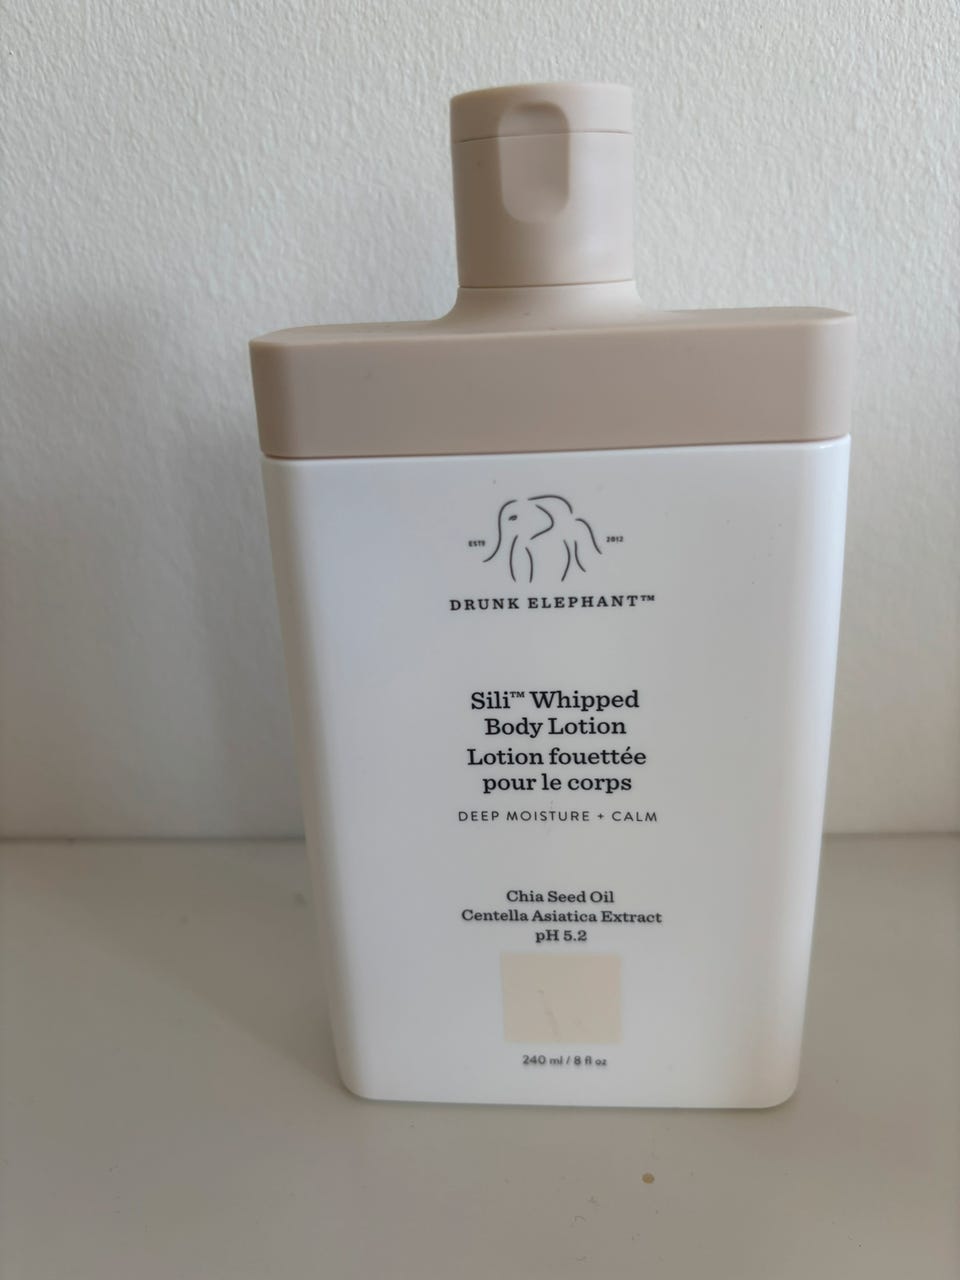 ESTD 2012
DRUNK ELEPHANT™
Sili™ Whipped
Body Lotion
Lotion fouettée
pour le corps
DEEP MOISTURE + CALM
Chia Seed Oil
Centella Asiatica Extract
pH 5.2
240 ml / 8 fl oz